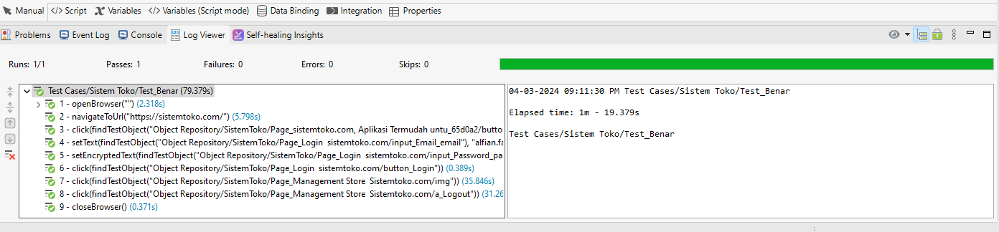 Manual </> Script Variables </> Variables (Script mode) Data Binding Integration Properties
Problems Event Log Console Log Viewer Self-healing Insights
Runs: 1/1 Passes: 1 Failures: 0 Errors: 0 Skips: 0
Test Cases/Sistem Toko/Test_Benar (79.379s)
1 - openBrowser("") (2.318s)
2 - navigateToUrl("https://sistemtoko.com/") (5.798s)
3 - click(findTestObject("Object Repository/SistemToko/Page_sistemtoko.com, Aplikasi Termudah untu_65d0a2/butto
4 - setText(findTestObject("Object Repository/SistemToko/Page_Login sistemtoko.com/input_Email_email"), "alfian.fa
5 - setEncryptedText(findTestObject("Object Repository/SistemToko/Page_Login sistemtoko.com/input_Password_pa
6 - click(findTestObject("Object Repository/SistemToko/Page_Login sistemtoko.com/button_Login")) (0.389s)
7 - click(findTestObject("Object Repository/SistemToko/Page_Management Store Sistemtoko.com/img")) (35.846s)
8 - click(findTestObject("Object Repository/SistemToko/Page_Management Store Sistemtoko.com/a_Logout")) (31.26
9 - closeBrowser() (0.371s)
04-03-2024 09:11:30 PM Test Cases/Sistem Toko/Test_Benar
Elapsed time: 1m - 19.379s
Test Cases/Sistem Toko/Test_Benar